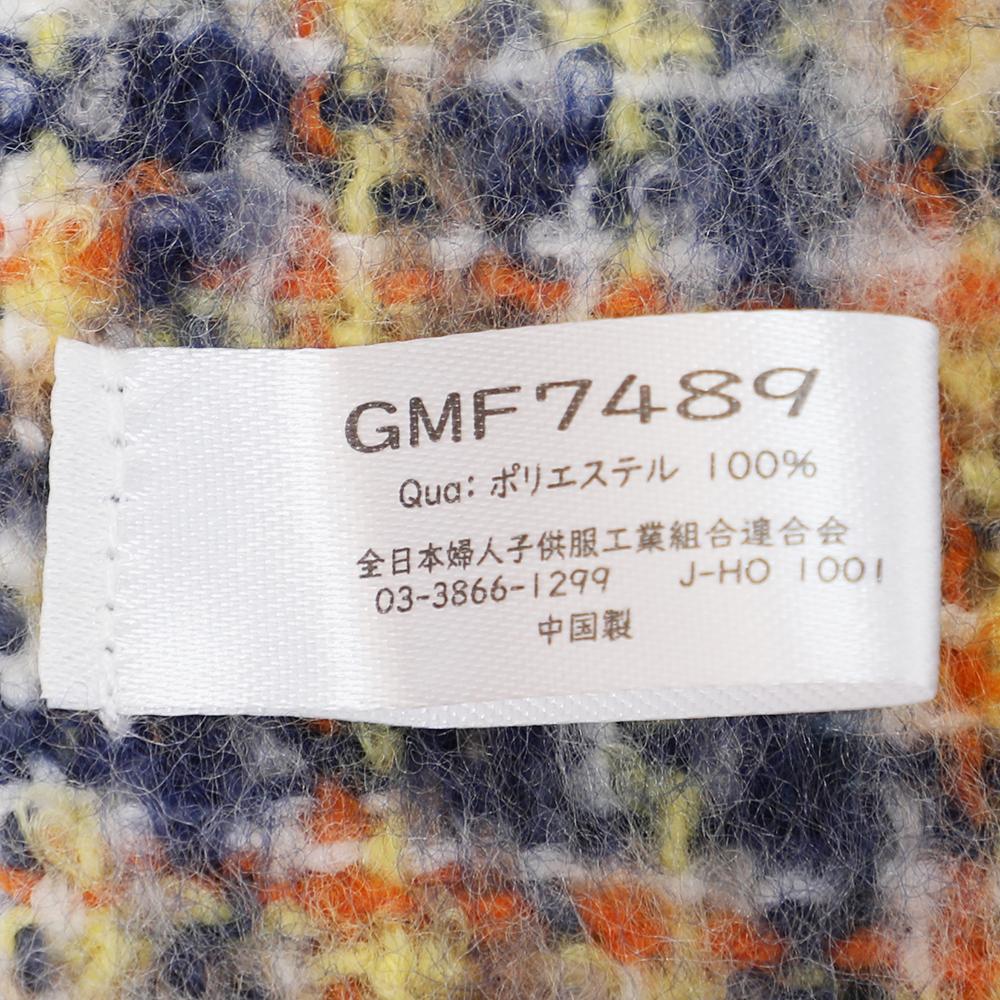 GMF7489
Qua: ポリエステル 100%
全日本婦人子供服工業組合連合会
03-3866-1299 J-HO 1001
中国製